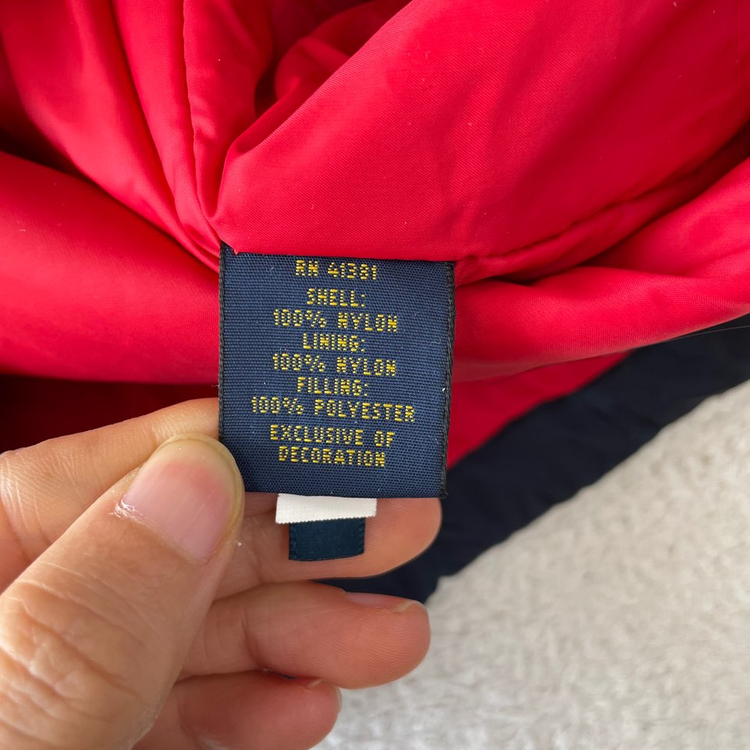 RN 41381
SHELL:
100% NYLON
LINING:
100% NYLON
FILLING:
100% POLYESTER
EXCLUSIVE OF
DECORATION